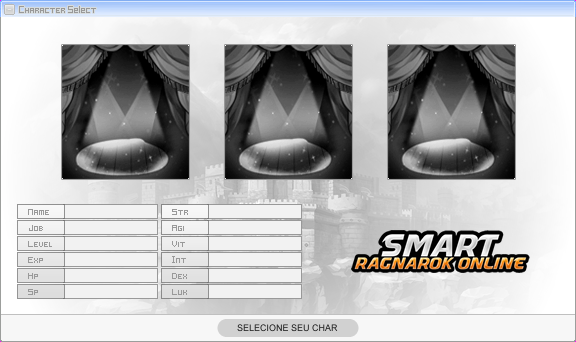 Character Select
Name
Job
Level
Exp
Hp
Sp
Str
Agi
Vit
Int
Dex
Luk
SMART
RAGNAROK ONLINE
SELECIONE SEU CHAR